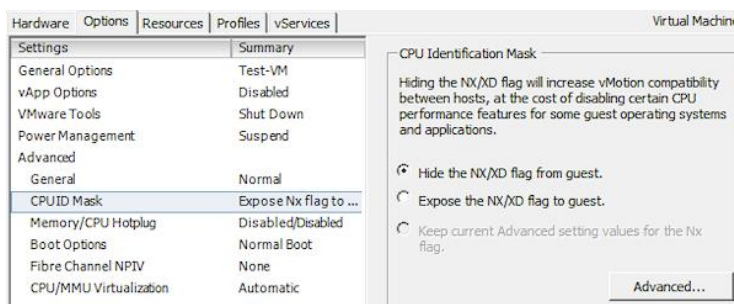 Hardware Options Resources Profiles vServices Virtual Machine
Settings Summary
General Options Test-VM
vApp Options Disabled
VMware Tools Shut Down
Power Management Suspend
Advanced
General Normal
CPUID Mask Expose Nx flag to ...
Memory/CPU Hotplug Disabled/Disabled
Boot Options Normal Boot
Fibre Channel NPIV None
CPU/MMU Virtualization Automatic
CPU Identification Mask
Hiding the NX/XD flag will increase vMotion compatibility
between hosts, at the cost of disabling certain CPU
performance features for some guest operating systems
and applications.
Hide the NX/XD flag from guest.
Expose the NX/XD flag to guest.
Keep current Advanced setting values for the Nx
flag.
Advanced...